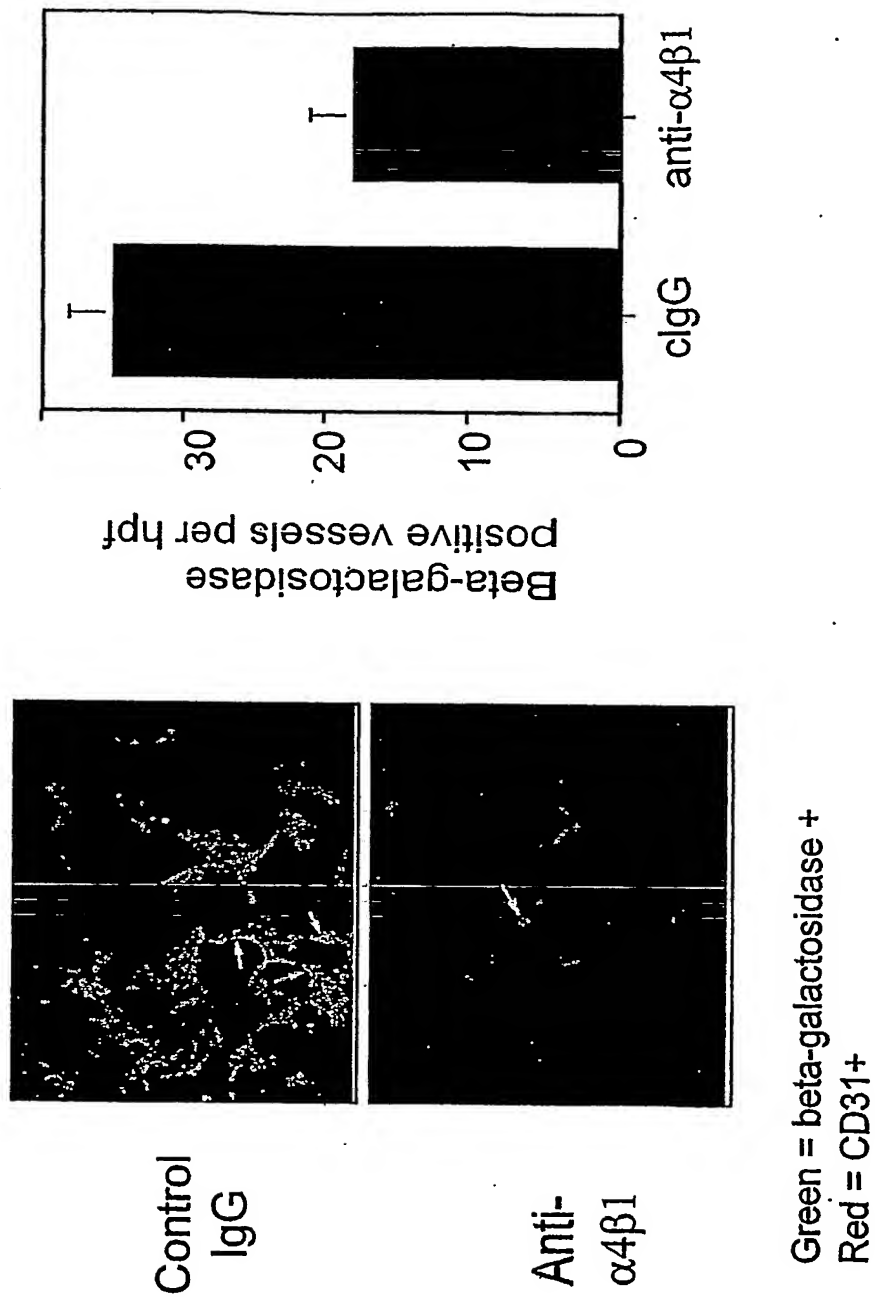 Control
IgG
Anti-
α4β1
Green = beta-galactosidase +
Red = CD31+
Beta-galactosidase
positive vessels per hpf
30
20
10
0
cIgG
anti-α4β1